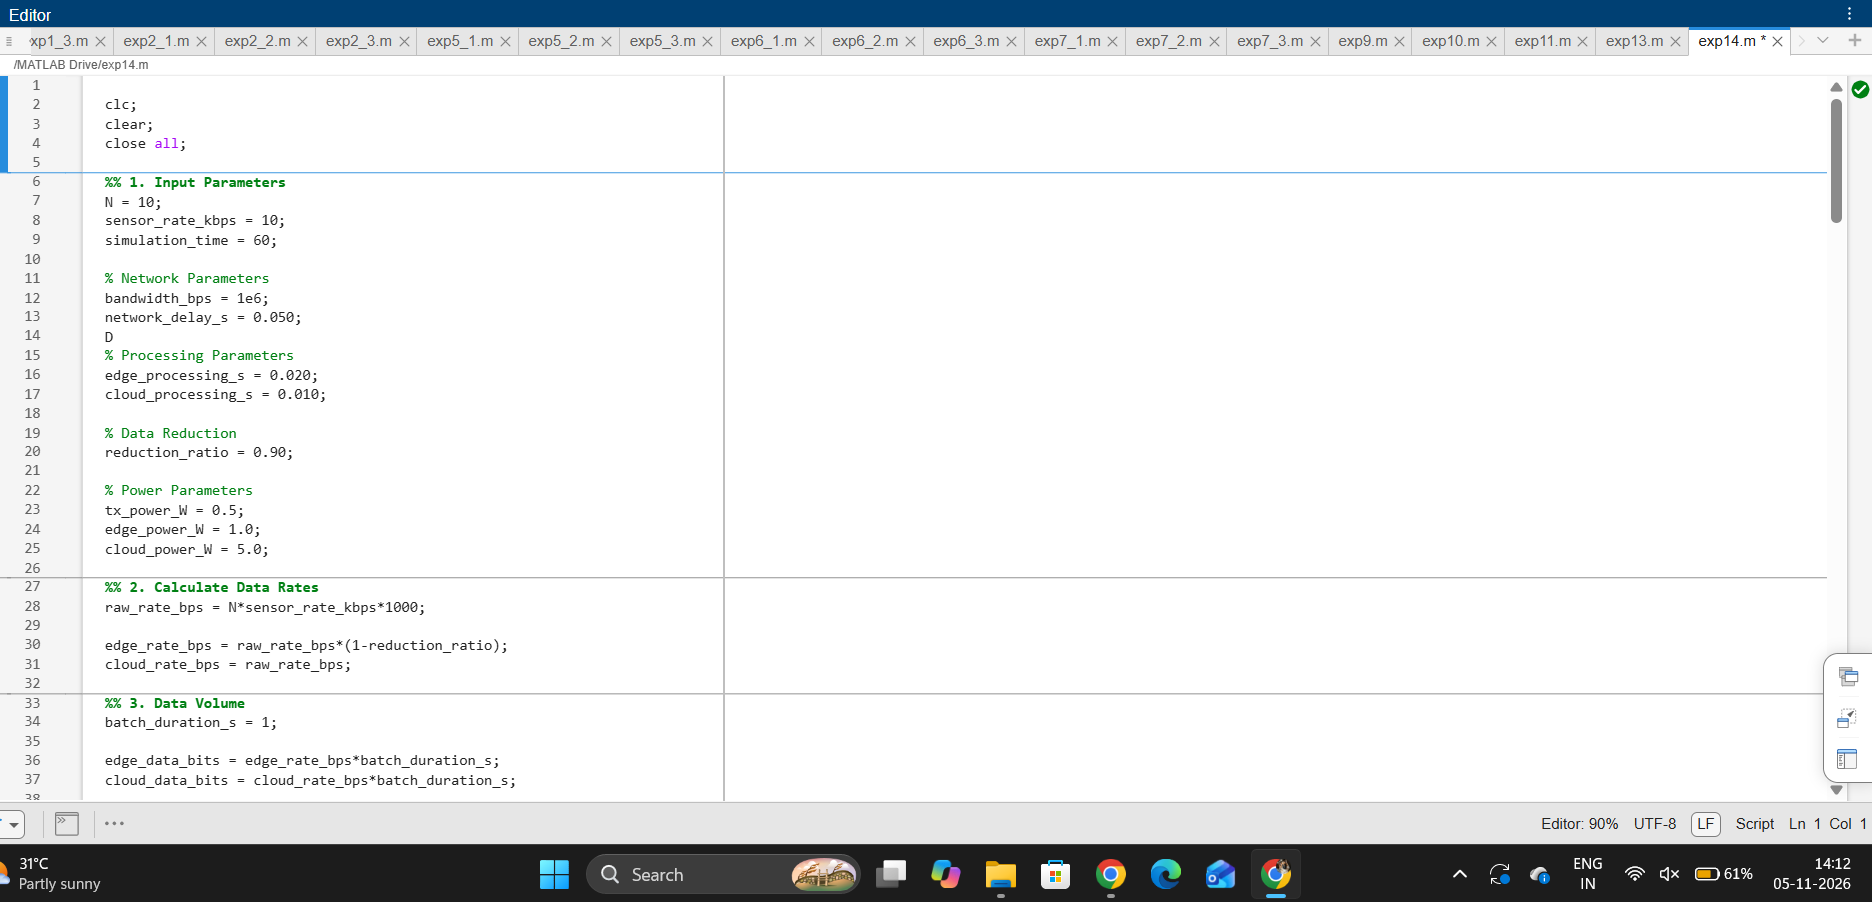 Editor
xp1_3.m
exp2_1.m
exp2_2.m
exp2_3.m
exp5_1.m
exp5_2.m
exp5_3.m
exp6_1.m
exp6_2.m
exp6_3.m
exp7_1.m
exp7_2.m
exp7_3.m
exp9.m
exp10.m
exp11.m
exp13.m
exp14.m *
/MATLAB Drive/exp14.m
1
2 clc;
3 clear;
4 close all;
5
6 %% 1. Input Parameters
7 N = 10;
8 sensor_rate_kbps = 10;
9 simulation_time = 60;
10
11 % Network Parameters
12 bandwidth_bps = 1e6;
13 network_delay_s = 0.050;
14 D
15 % Processing Parameters
16 edge_processing_s = 0.020;
17 cloud_processing_s = 0.010;
18
19 % Data Reduction
20 reduction_ratio = 0.90;
21
22 % Power Parameters
23 tx_power_W = 0.5;
24 edge_power_W = 1.0;
25 cloud_power_W = 5.0;
26
27 %% 2. Calculate Data Rates
28 raw_rate_bps = N*sensor_rate_kbps*1000;
29
30 edge_rate_bps = raw_rate_bps*(1-reduction_ratio);
31 cloud_rate_bps = raw_rate_bps;
32
33 %% 3. Data Volume
34 batch_duration_s = 1;
35
36 edge_data_bits = edge_rate_bps*batch_duration_s;
37 cloud_data_bits = cloud_rate_bps*batch_duration_s;
38
Editor: 90% UTF-8 LF Script Ln 1 Col 1
31°C
Partly sunny
Search
ENG
IN
61%
14:12
05-11-2026